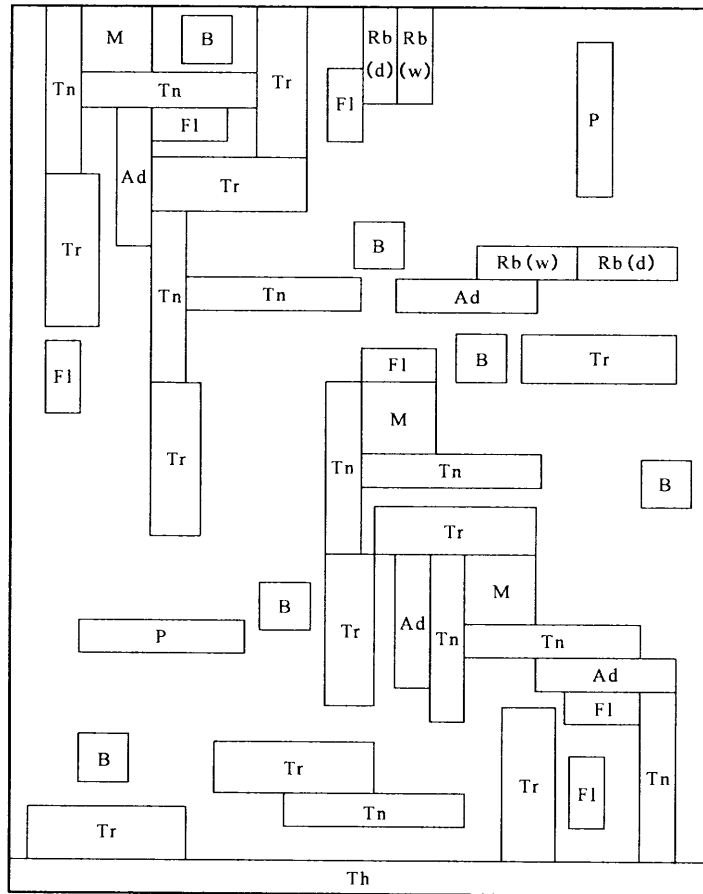 M B Rb Rb
Tn Tr (d) (w)
Tn Fl P
Fl
Ad
Tr
Tr B Rb(w) Rb(d)
Tn Tn Ad
Fl Fl B Tr
M
Tr Tn Tn B
Tr
B M
P Tr Ad Tn Tn
Ad
Fl
B Tr Tr Fl Tn
Tn
Tr
Th